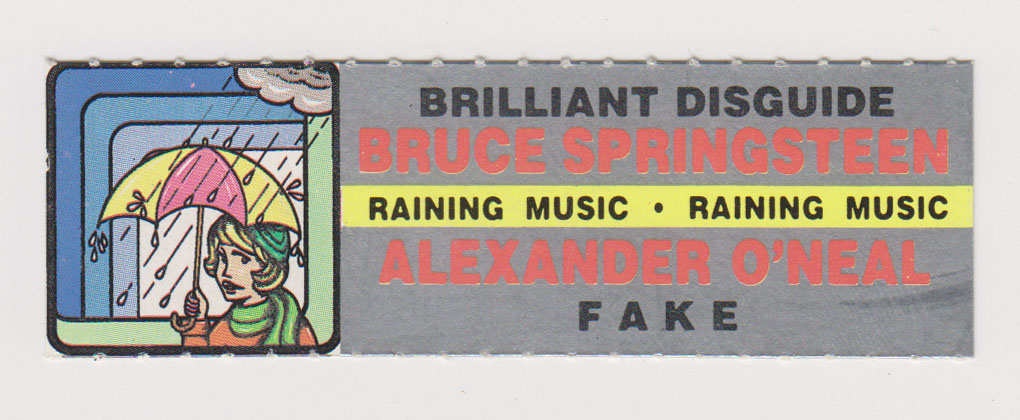 BRILLIANT DISGUIDE
BRUCE SPRINGSTEEN
RAINING MUSIC • RAINING MUSIC
ALEXANDER O'NEAL
FAKE